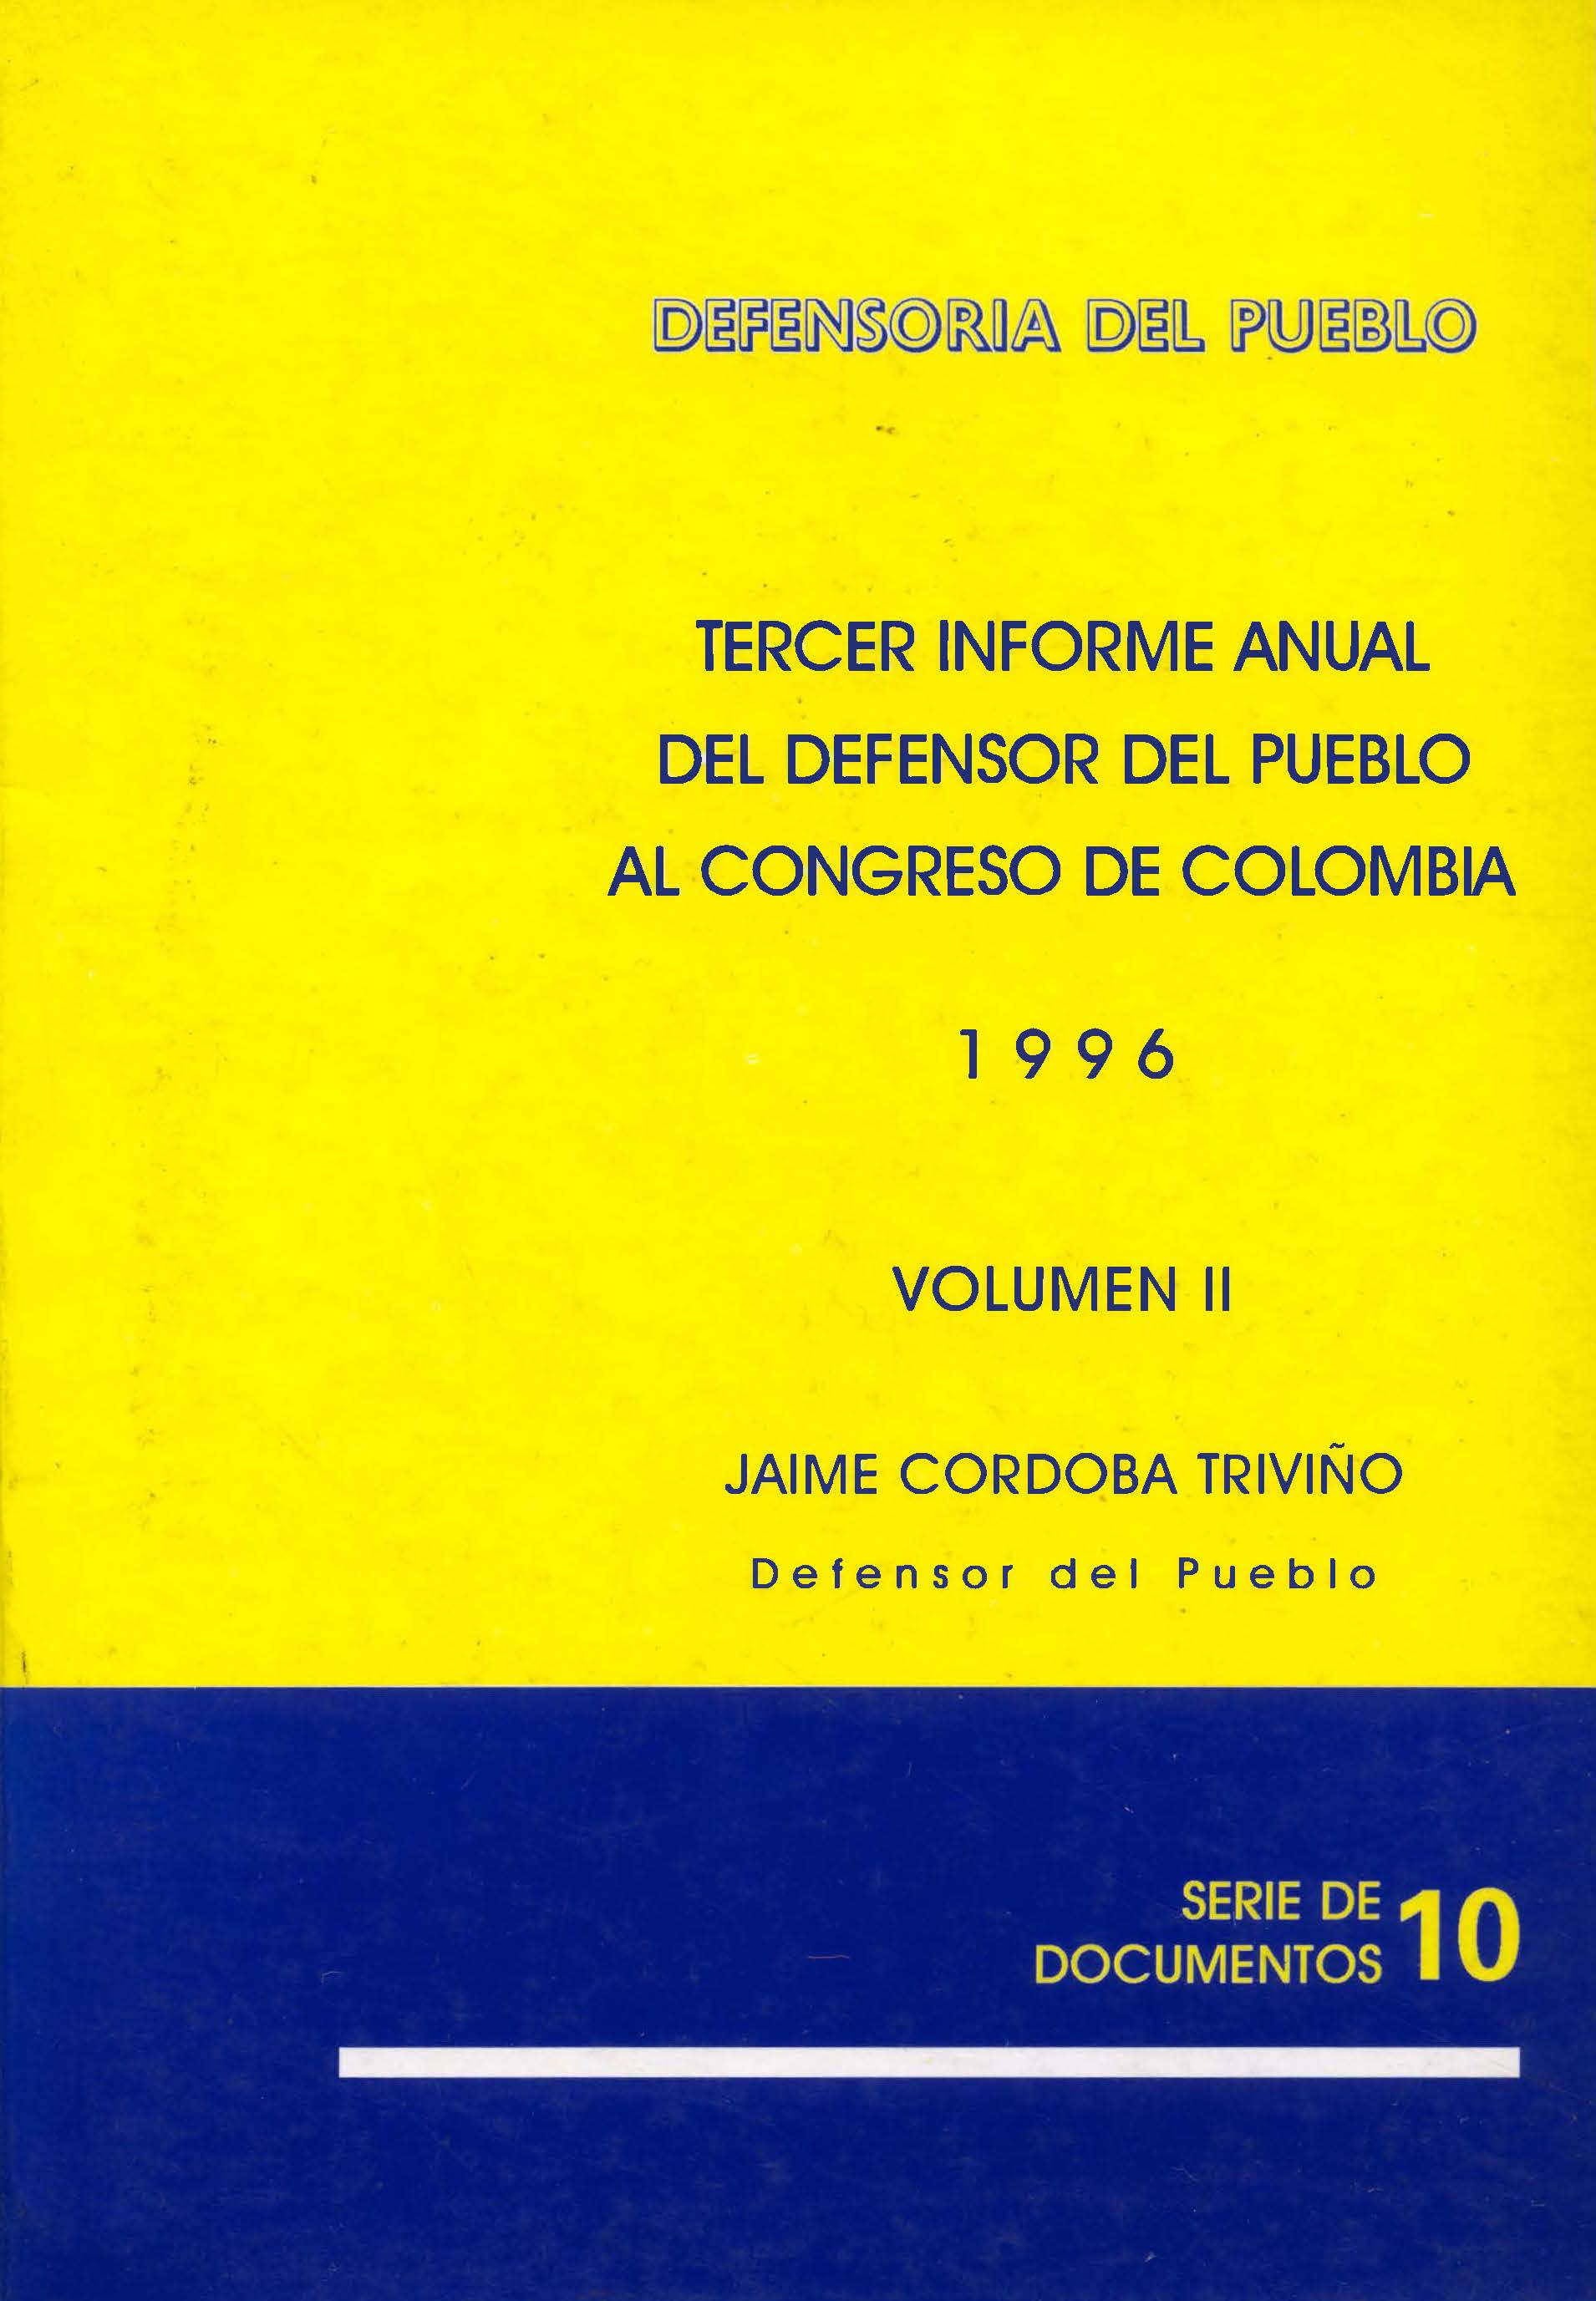 DEFENSORIA DEL PUEBLO
TERCER INFORME ANUAL
DEL DEFENSOR DEL PUEBLO
AL CONGRESO DE COLOMBIA
1996
VOLUMEN II
JAIME CORDOBA TRIVIÑO
Defensor del Pueblo
SERIE DE
DOCUMENTOS 10